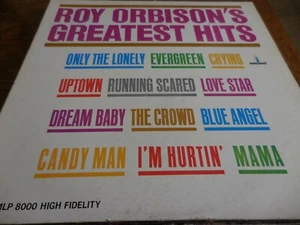 ROY ORBISON'S
GREATEST HITS
ONLY THE LONELY EVERGREEN CRYING
UPTOWN RUNNING SCARED LOVE STAR
DREAM BABY THE CROWD BLUE ANGEL
CANDY MAN I'M HURTIN' MAMA
MLP 8000 HIGH FIDELITY